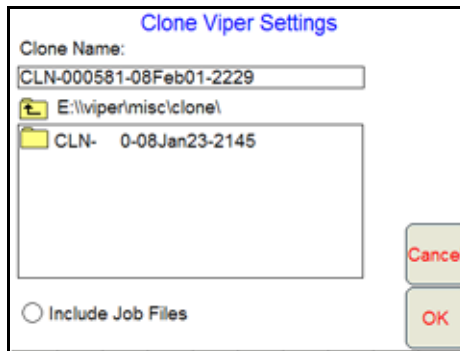 Clone Viper Settings
Clone Name:
CLN-000581-08Feb01-2229
E:\\viper\misc\clone\
CLN-    0-08Jan23-2145
Cance
Include Job Files
OK